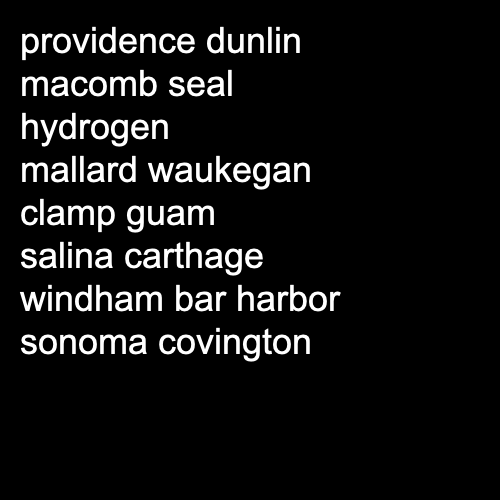 providence dunlin
macomb seal
hydrogen
mallard waukegan
clamp guam
salina carthage
windham bar harbor
sonoma covington